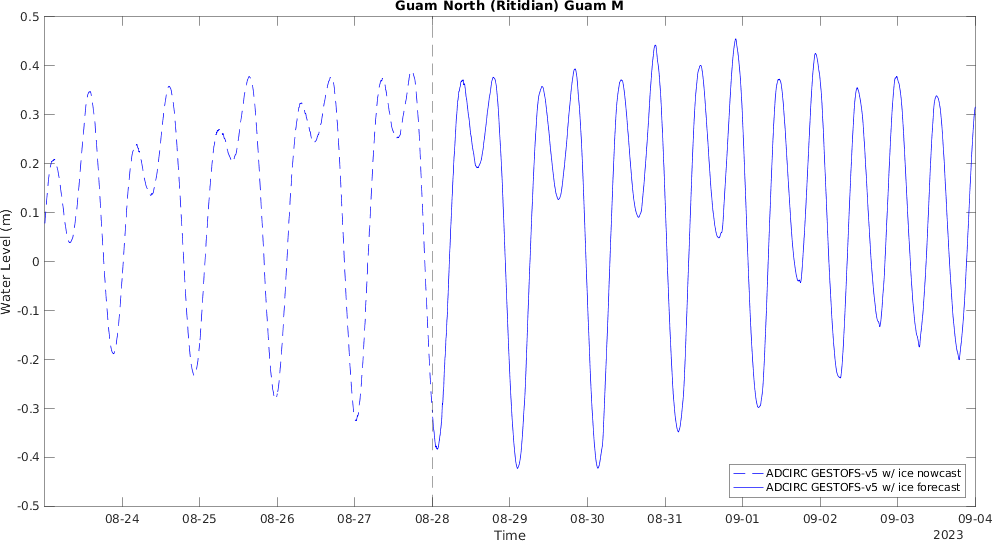 Guam North (Ritidian) Guam M
0.5
0.4
0.3
0.2
0.1
0
-0.1
-0.2
-0.3
-0.4
-0.5
Water Level (m)
ADCIRC GESTOFS-v5 w/ ice nowcast
ADCIRC GESTOFS-v5 w/ ice forecast
08-24 08-25 08-26 08-27 08-28 08-29 08-30 08-31 09-01 09-02 09-03 09-04
Time
2023